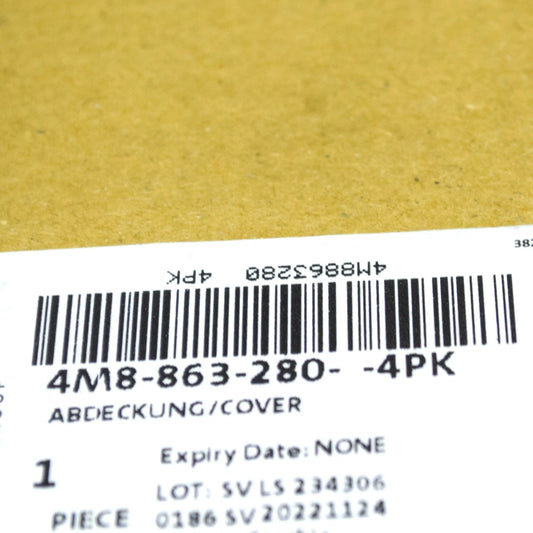 382
4M8863280 4PK
4M8-863-280- -4PK
ABDECKUNG/COVER
Expiry Date: NONE
1
LOT: SV LS 234306
PIECE 0186 SV 20221124